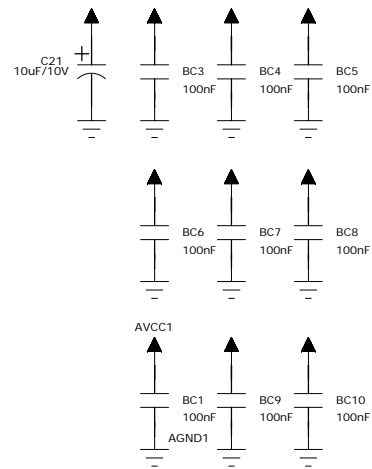 +
C21
10uF/10V
BC3
100nF
BC4
100nF
BC5
100nF
BC6
100nF
BC7
100nF
BC8
100nF
AVCC1
BC1
100nF
BC9
100nF
BC10
100nF
AGND1